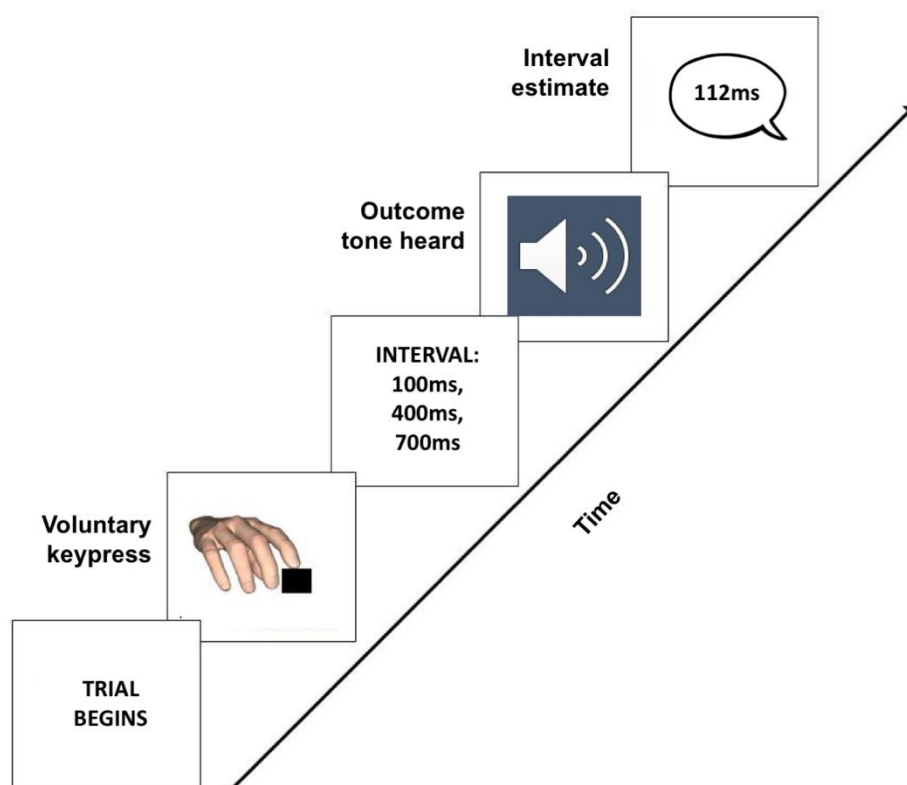 Interval
estimate
112ms
Outcome
tone heard
INTERVAL:
100ms,
400ms,
700ms
Voluntary
keypress
Time
TRIAL
BEGINS